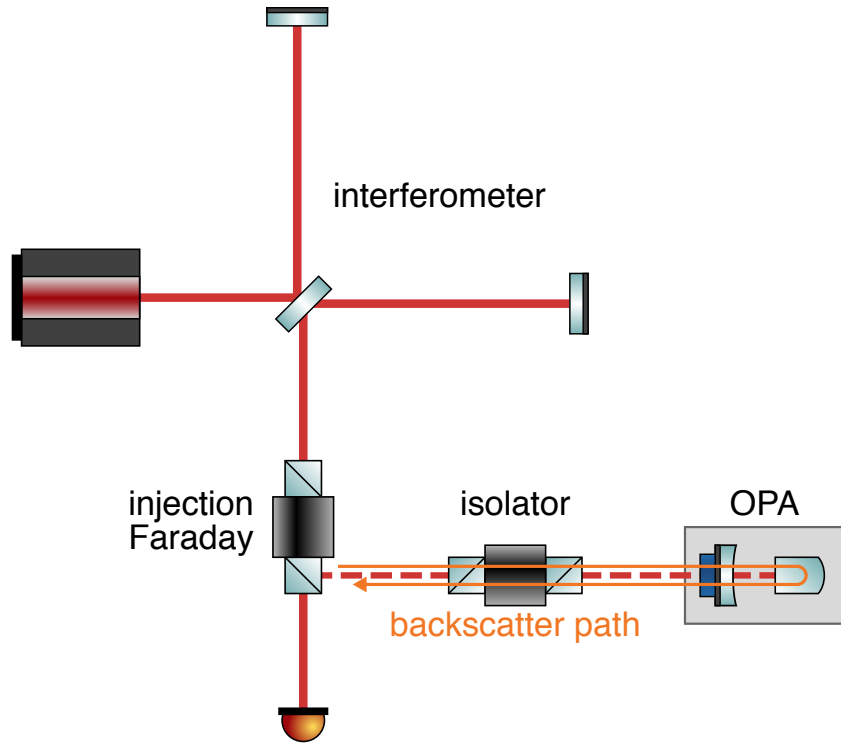 interferometer
injection
Faraday
isolator
OPA
backscatter path